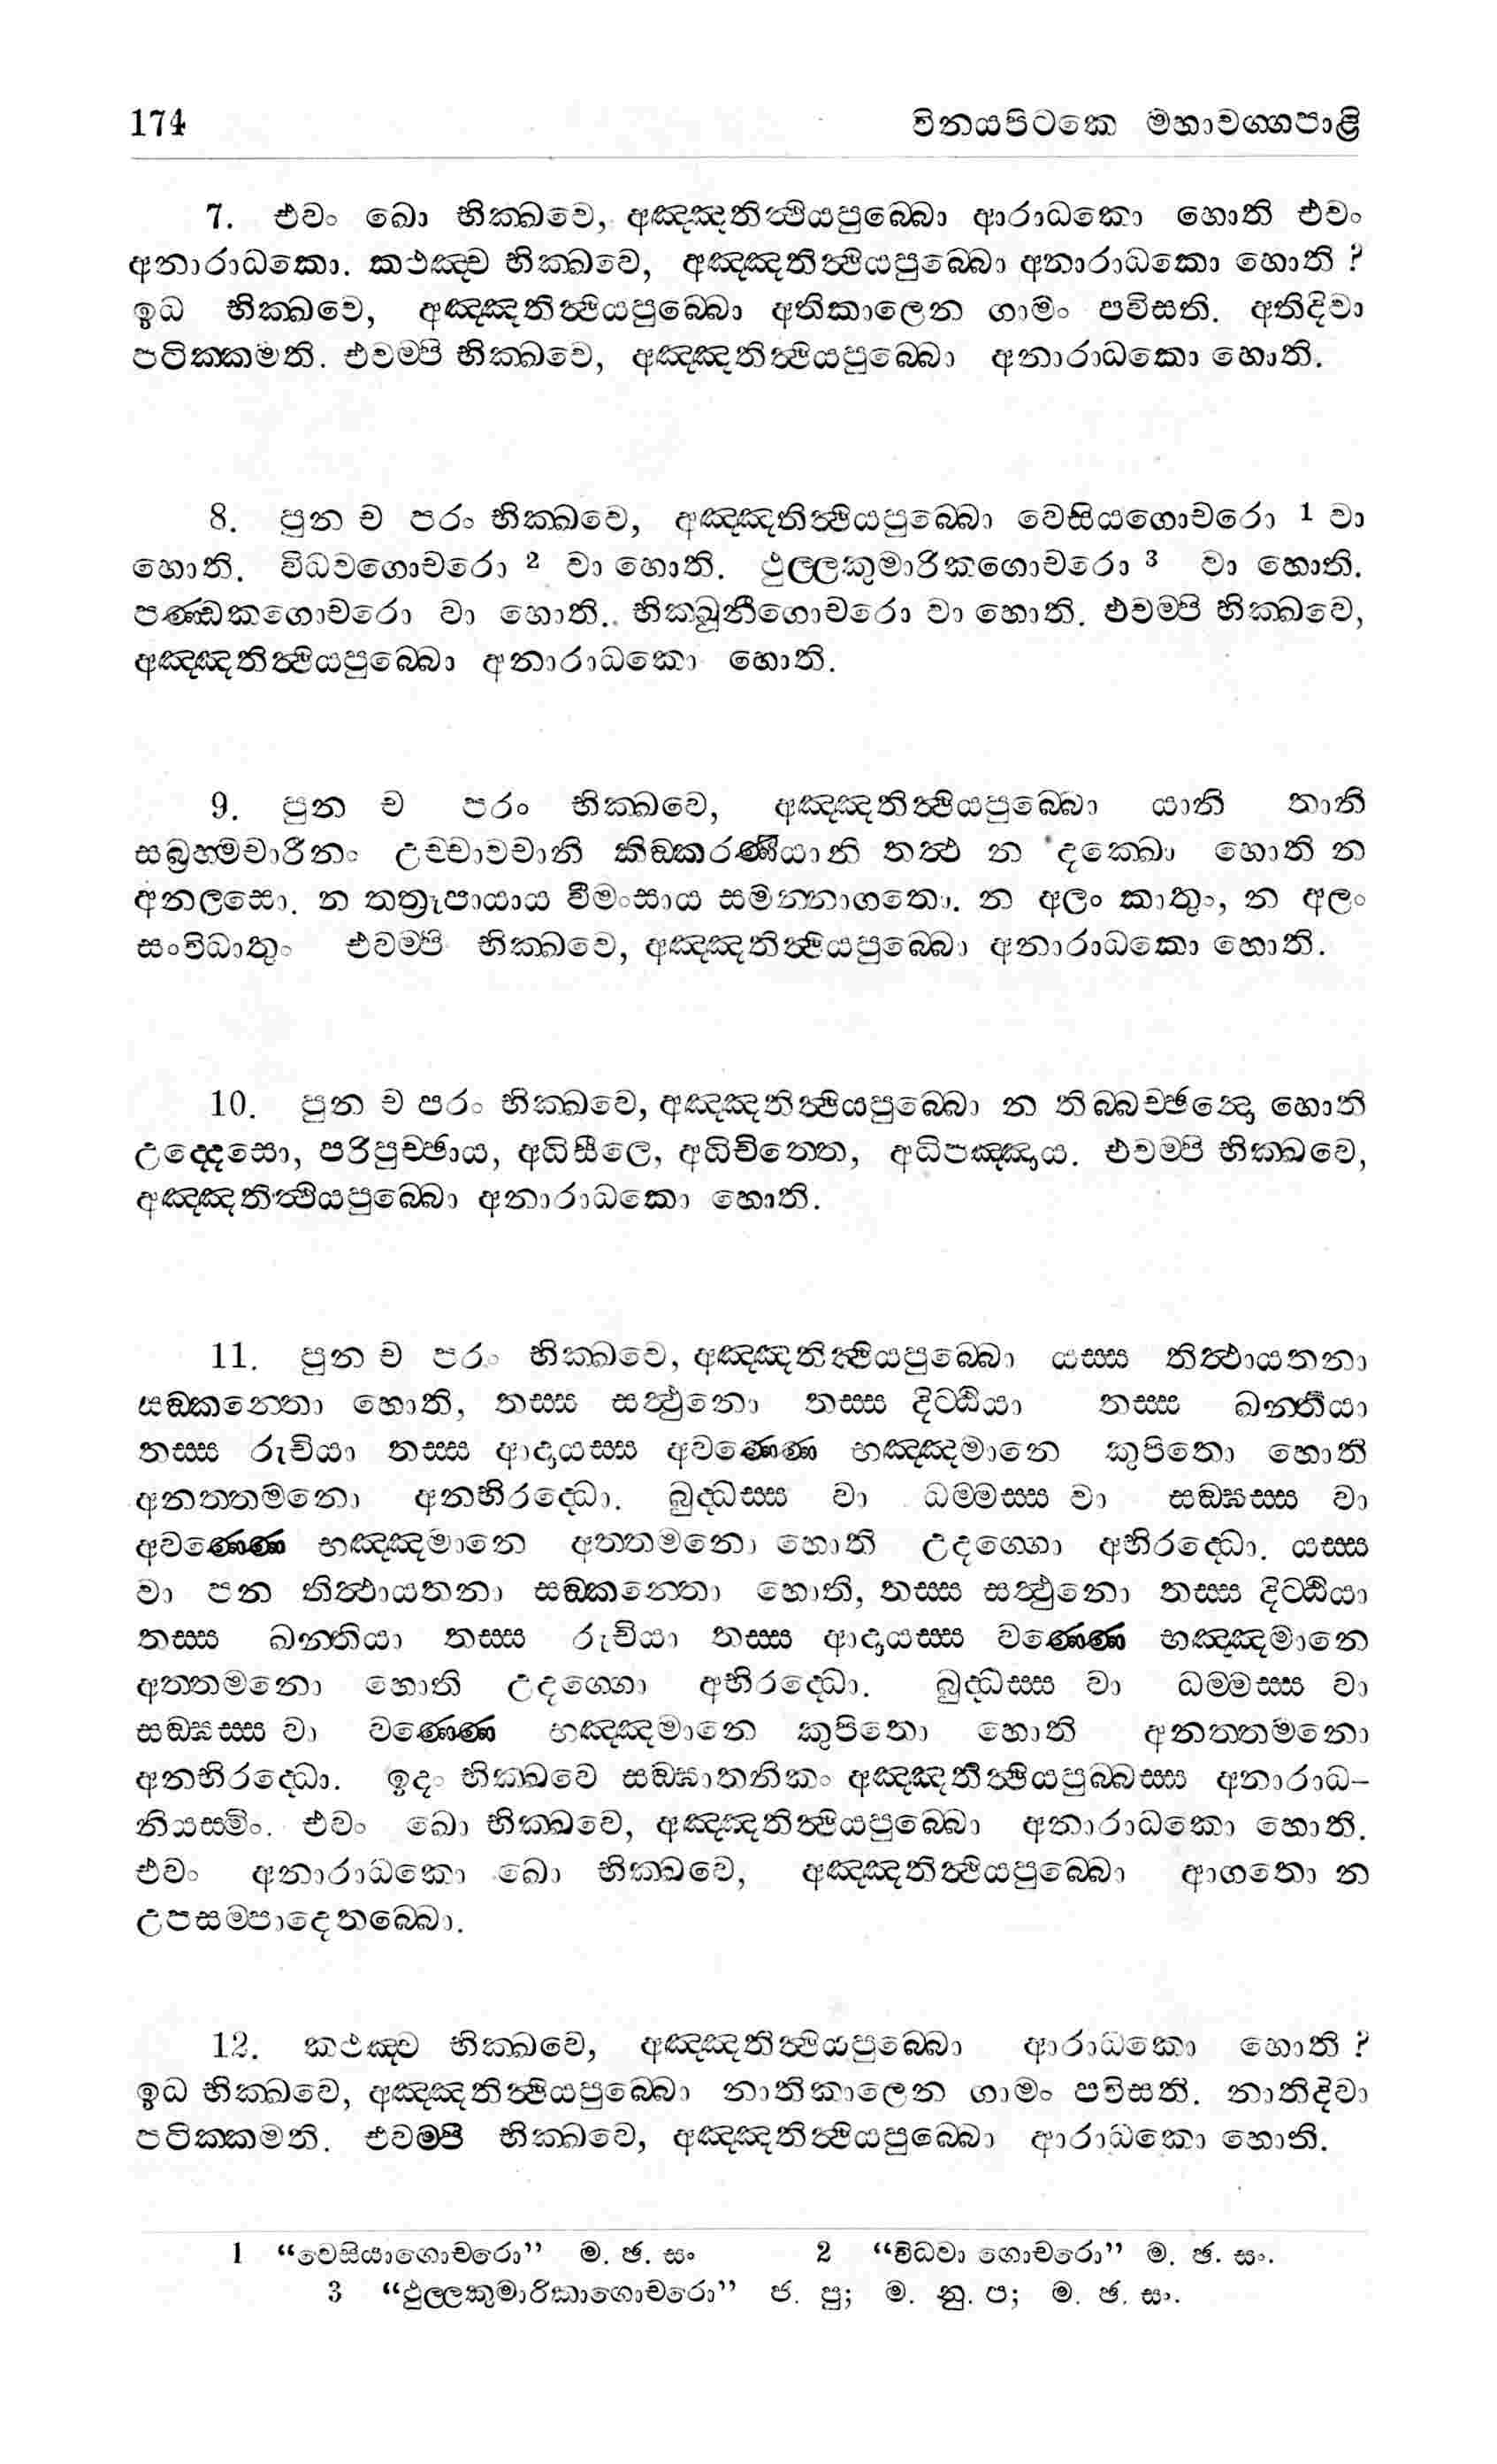 174 විනයපිටකෙ මහාවග්ගපාළි
7. එවං ඛො භික්ඛවෙ, අඤ්ඤතිත්ථියපුබ්බො ආරාධකො හොති එවං
අනාරාධකො. කථඤ්ච භික්ඛවෙ, අඤ්ඤතිත්ථියපුබ්බො අනාරාධකො හොති ?
ඉධ භික්ඛවෙ, අඤ්ඤතිත්ථියපුබ්බො අතිකාලෙන ගාමං පවිසති. අතිදිවා
පටික්කමති. එවම්පි භික්ඛවෙ, අඤ්ඤතිත්ථියපුබ්බො අනාරාධකො හොති.
8. පුන ච පරං භික්ඛවෙ, අඤ්ඤතිත්ථියපුබ්බො වෙසියගොචරො 1 වා
හොති. විධවගොචරො 2 වා හොති. ථුල්ලකුමාරිකගොචරො 3 වා හොති.
පණ්ඩකගොචරො වා හොති.. භික්ඛූනීගොචරො වා හොති. එවම්පි භික්ඛවෙ,
අඤ්ඤතිත්ථියපුබ්බො අනාරාධකො හොති.
9. පුන ච පරං භික්ඛවෙ, අඤ්ඤතිත්ථියපුබ්බො යානි තානි
සබ්‍රහ්මචාරීනං උච්චාවචානි කිඞ්කරණීයානි තත්ථ න දක්ඛො හොති න
අනලසො. න තත්‍රූපායාය වීමංසාය සමන්නාගතො. න අලං කාතුං, න අලං
සංවිධාතුං එවම්පි භික්ඛවෙ, අඤ්ඤතිත්ථියපුබ්බො අනාරාධකො හොති.
10. පුන ච පරං භික්ඛවෙ, අඤ්ඤතිත්ථියපුබ්බො න තිබ්බච්ඡන්දො හොති
උද්දෙසො, පරිපුච්ඡාය, අධිසීලෙ, අධිචිත්තෙ, අධිපඤ්ඤාය. එවම්පි භික්ඛවෙ,
අඤ්ඤතිත්ථියපුබ්බො අනාරාධකො හොති.
11. පුන ච පරං භික්ඛවෙ, අඤ්ඤතිත්ථියපුබ්බො යස්ස තිත්ථායතනා
සඞ්කන්තො හොති, තස්ස සත්ථුනො තස්ස දිට්ඨියා තස්ස ඛන්තියා
තස්ස රුචියා තස්ස ආදායස්ස අවණ්ණෙ භඤ්ඤමානෙ කුපිතො හොති
අනත්තමනො අනභිරද්ධො. බුද්ධස්ස වා ධම්මස්ස වා සඞ්ඝස්ස වා
අවණ්ණෙ භඤ්ඤමානෙ අත්තමනො හොති උදග්ගො අභිරද්ධො. යස්ස
වා පන තිත්ථායතනා සඞ්කන්තො හොති, තස්ස සත්ථුනො තස්ස දිට්ඨියා
තස්ස ඛන්තියා තස්ස රුචියා තස්ස ආදායස්ස වණ්ණෙ භඤ්ඤමානෙ
අත්තමනො හොති උදග්ගො අභිරද්ධො. බුද්ධස්ස වා ධම්මස්ස වා
සඞ්ඝස්ස වා වණ්ණෙ භඤ්ඤමානෙ කුපිතො හොති අනත්තමනො
අනභිරද්ධො. ඉදං භික්ඛවෙ සඞ්ඝාතනිකං අඤ්ඤතිත්ථියපුබ්බස්ස අනාරාධ-
නියස්මිං. එවං ඛො භික්ඛවෙ, අඤ්ඤතිත්ථියපුබ්බො අනාරාධකො හොති.
එවං අනාරාධකො ඛො භික්ඛවෙ, අඤ්ඤතිත්ථියපුබ්බො ආගතො න
උපසම්පාදෙතබ්බො.
12. කථඤ්ච භික්ඛවෙ, අඤ්ඤතිත්ථියපුබ්බො ආරාධකො හොති ?
ඉධ භික්ඛවෙ, අඤ්ඤතිත්ථියපුබ්බො නාතිකාලෙන ගාමං පවිසති. නාතිදිවා
පටික්කමති. එවම්පි භික්ඛවෙ, අඤ්ඤතිත්ථියපුබ්බො ආරාධකො හොති.
1 “වෙසියාගොචරො” ම. ඡ. සං 2 “විධවා ගොචරො” ම. ඡ. සං.
3 “ථුල්ලකුමාරිකාගොචරො” ජ. පු; ම. නු. ප; ම. ඡ. සං.